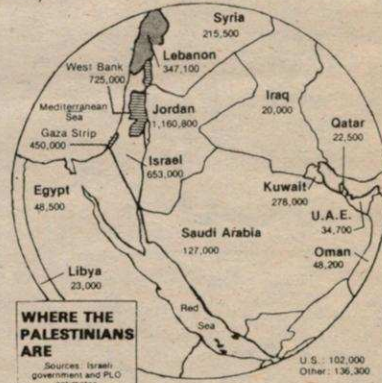 Syria
215,500
Lebanon
347,100
West Bank
725,000
Mediterranean
Sea
Jordan
1,160,800
Iraq
20,000
Qatar
22,500
Gaza Strip
450,000
Israel
653,000
Egypt
48,500
Kuwait
278,000
U.A.E.
34,700
Saudi Arabia
127,000
Oman
48,200
Libya
23,000
Red
Sea
WHERE THE
PALESTINIANS
ARE
Sources: Israeli
government and PLO
U.S.: 102,000
Other: 136,300